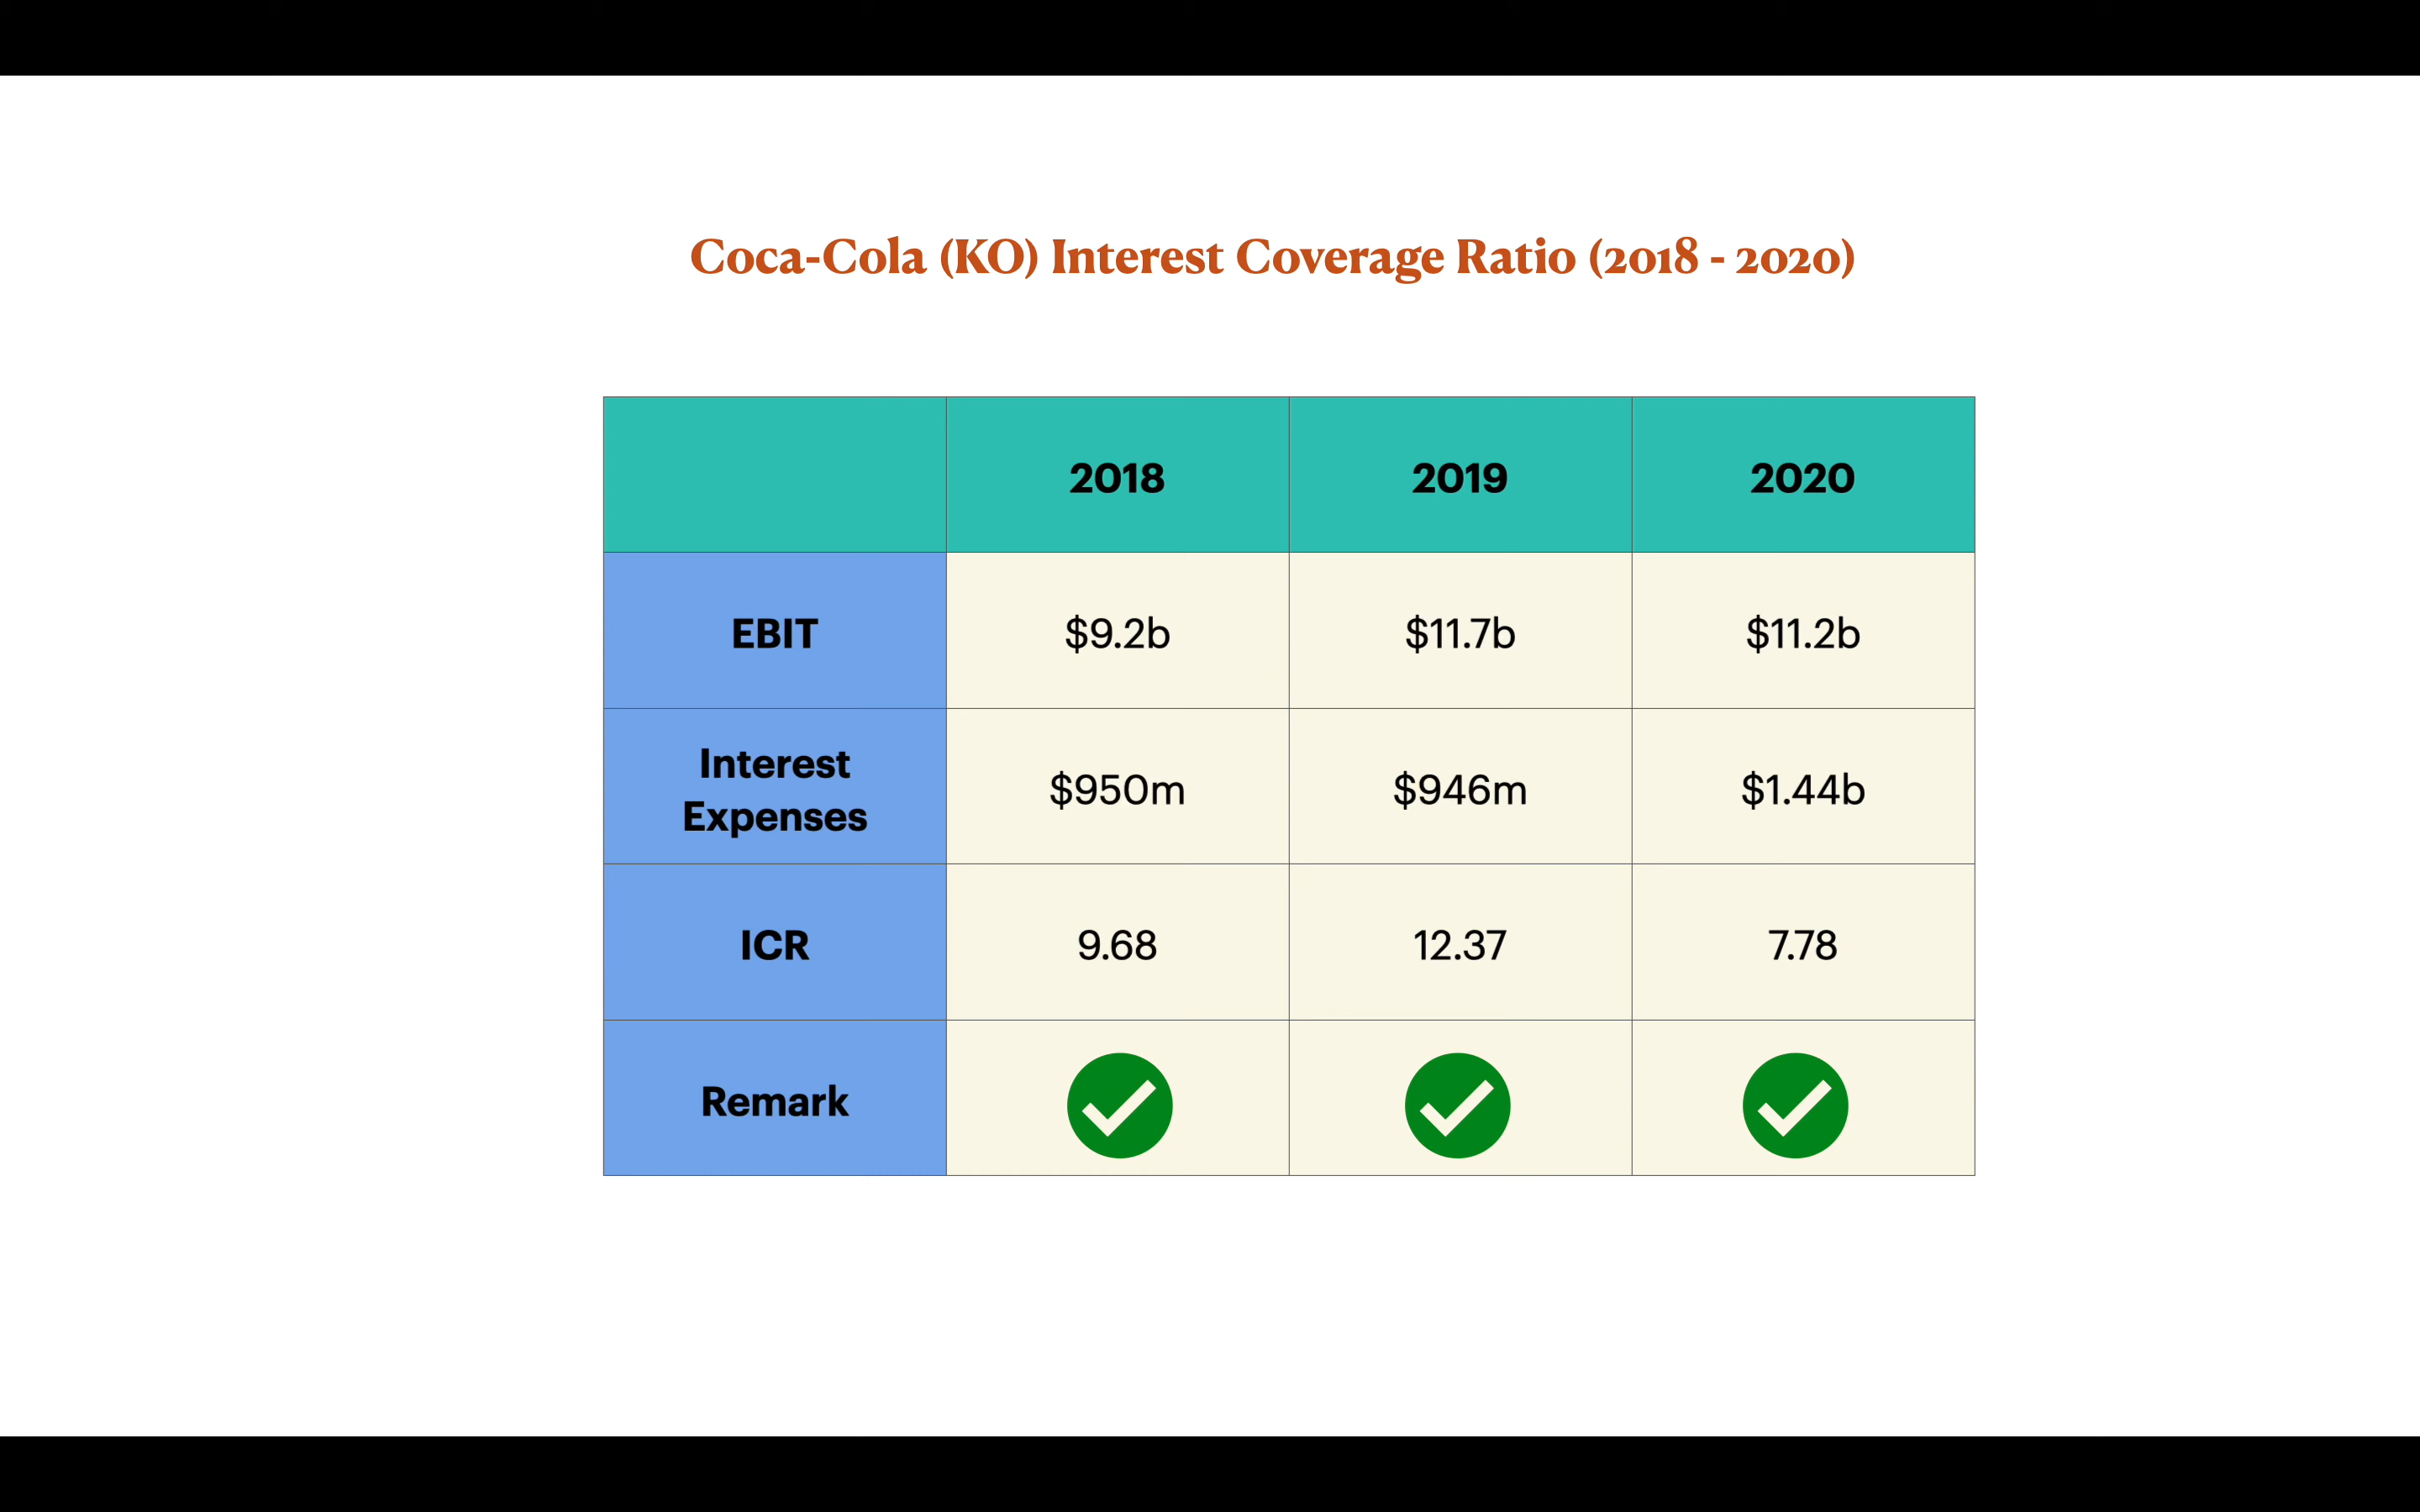 Coca-Cola (KO) Interest Coverage Ratio (2018 - 2020)
2018 2019 2020
EBIT $9.2b $11.7b $11.2b
Interest
Expenses $950m $946m $1.44b
ICR 9.68 12.37 7.78
Remark